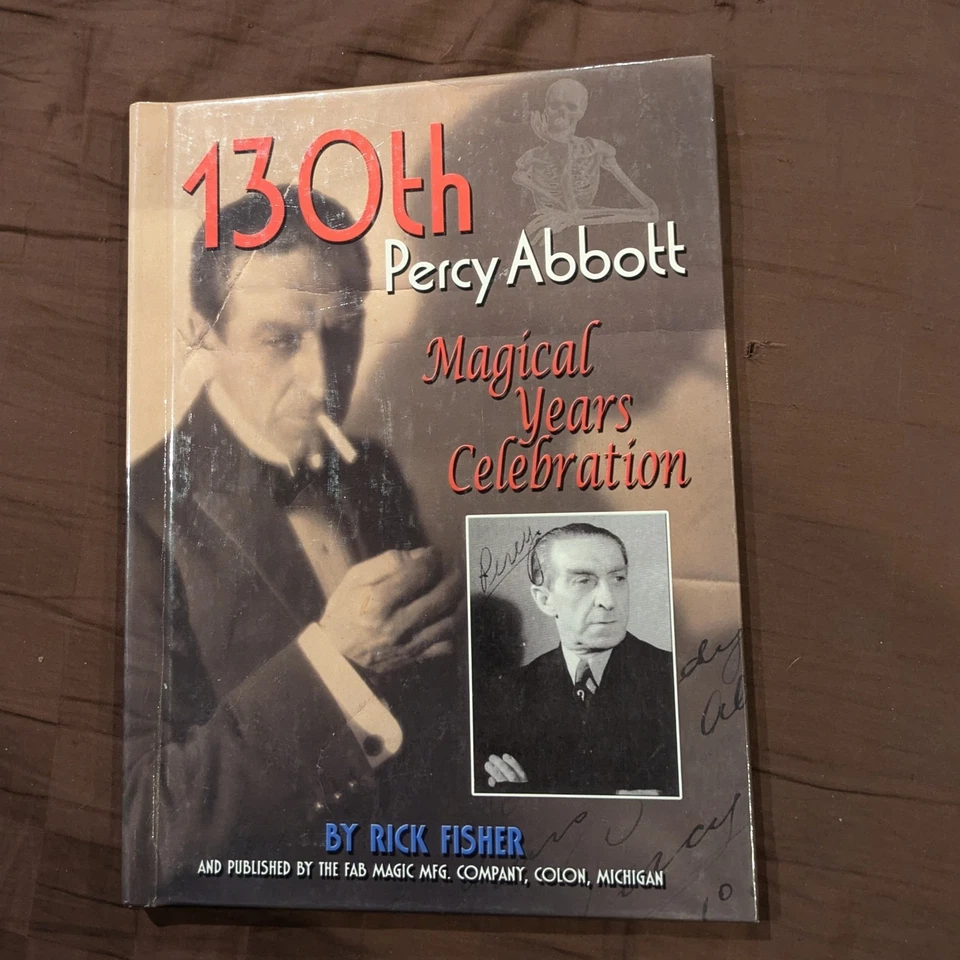 130th
Percy Abbott
Magical
Years
Celebration
Percy
BY RICK FISHER
AND PUBLISHED BY THE FAB MAGIC MFG. COMPANY, COLON, MICHIGAN